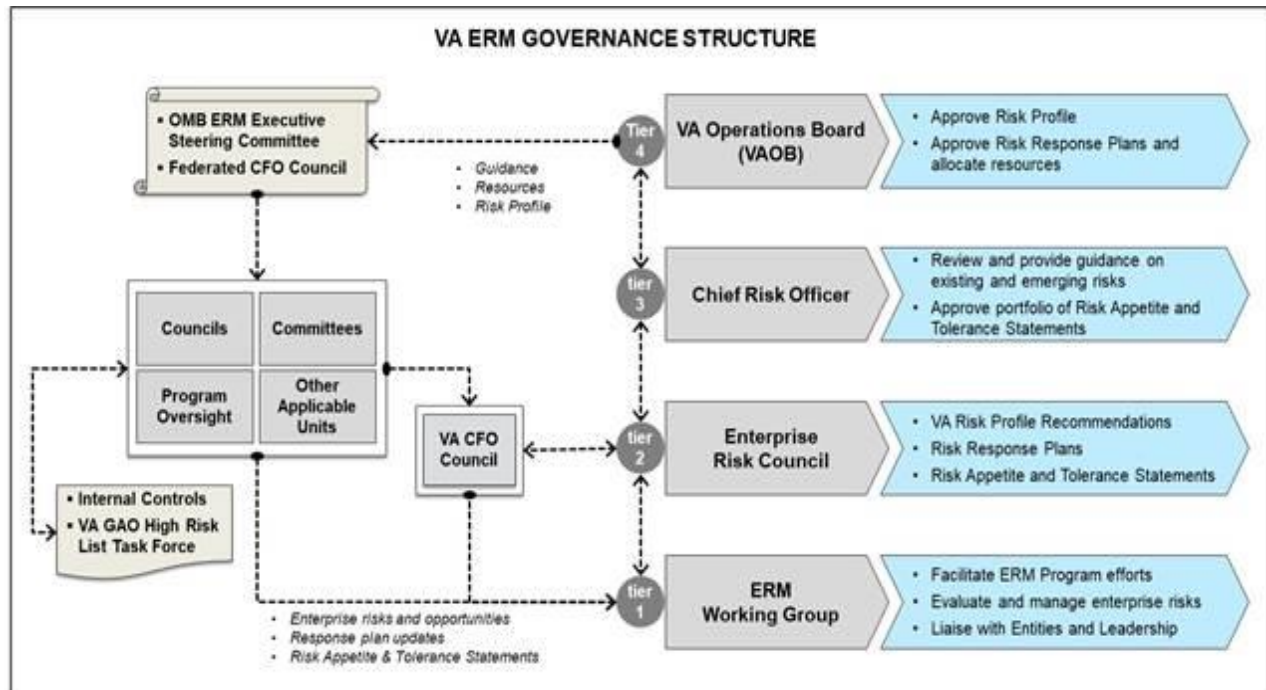 VA ERM GOVERNANCE STRUCTURE
▪ OMB ERM Executive
Steering Committee
▪ Federated CFO Council
• Guidance
• Resources
• Risk Profile
Tier
4
VA Operations Board
(VAOB)
• Approve Risk Profile
• Approve Risk Response Plans and
allocate resources
tier
3
Chief Risk Officer
• Review and provide guidance on
existing and emerging risks
• Approve portfolio of Risk Appetite and
Tolerance Statements
Councils
Committees
Program
Oversight
Other
Applicable
Units
VA CFO
Council
tier
2
Enterprise
Risk Council
• VA Risk Profile Recommendations
• Risk Response Plans
• Risk Appetite and Tolerance Statements
▪ Internal Controls
▪ VA GAO High Risk
List Task Force
tier
1
ERM
Working Group
• Facilitate ERM Program efforts
• Evaluate and manage enterprise risks
• Liaise with Entities and Leadership
• Enterprise risks and opportunities
• Response plan updates
• Risk Appetite & Tolerance Statements